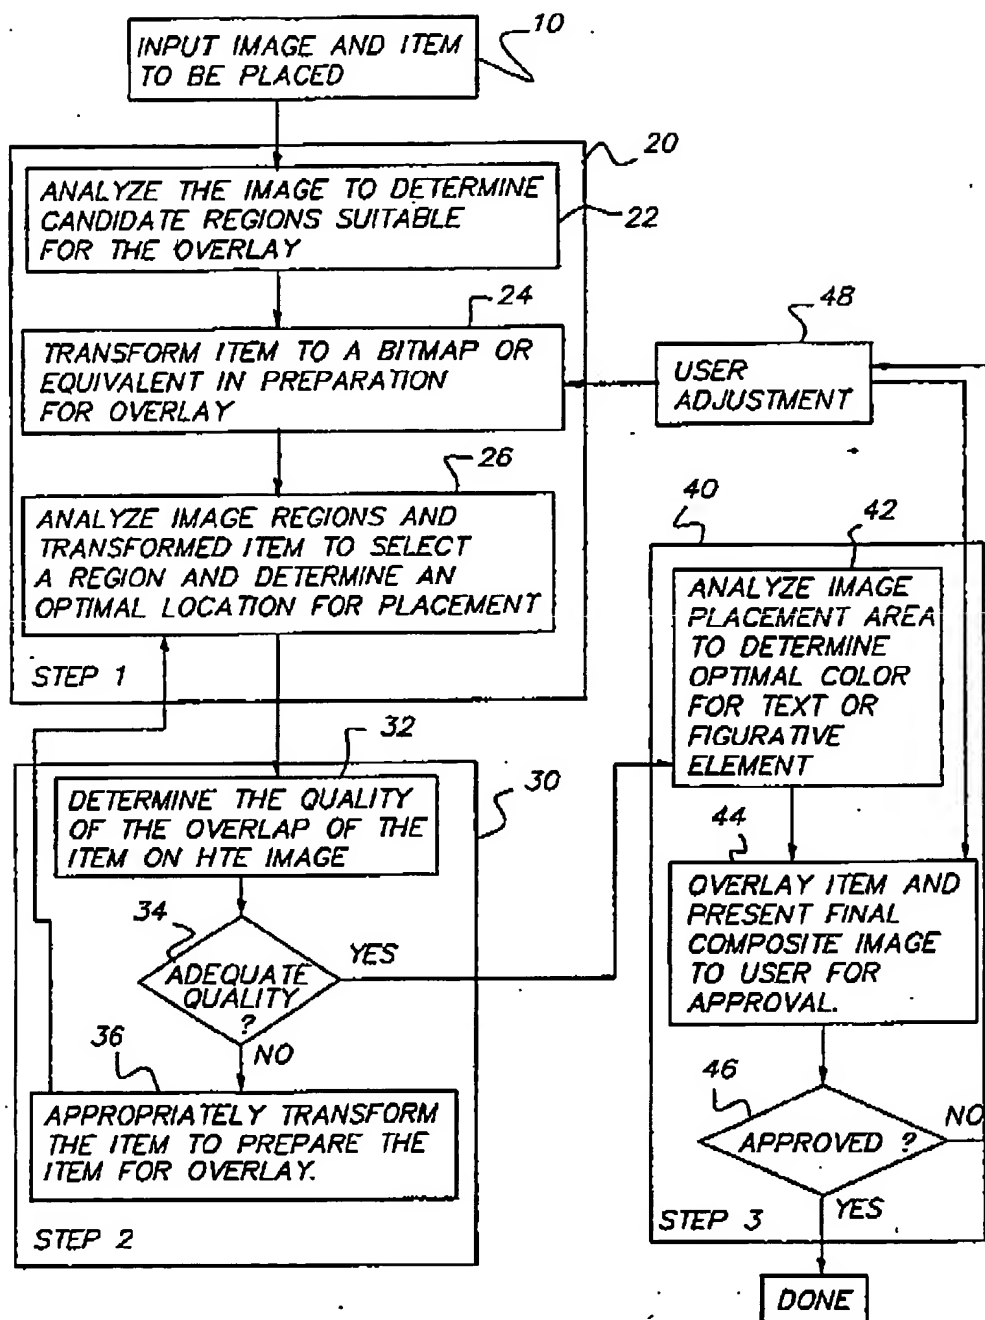 INPUT IMAGE AND ITEM
TO BE PLACED
10
20
ANALYZE THE IMAGE TO DETERMINE
CANDIDATE REGIONS SUITABLE
FOR THE OVERLAY
22
24
TRANSFORM ITEM TO A BITMAP OR
EQUIVALENT IN PREPARATION
FOR OVERLAY
26
ANALYZE IMAGE REGIONS AND
TRANSFORMED ITEM TO SELECT
A REGION AND DETERMINE AN
OPTIMAL LOCATION FOR PLACEMENT
STEP 1
32
30
DETERMINE THE QUALITY
OF THE OVERLAP OF THE
ITEM ON HTE IMAGE
34
ADEQUATE
QUALITY
?
YES
NO
36
APPROPRIATELY TRANSFORM
THE ITEM TO PREPARE THE
ITEM FOR OVERLAY.
STEP 2
48
USER
ADJUSTMENT
40
42
ANALYZE IMAGE
PLACEMENT AREA
TO DETERMINE
OPTIMAL COLOR
FOR TEXT OR
FIGURATIVE
ELEMENT
44
OVERLAY ITEM AND
PRESENT FINAL
COMPOSITE IMAGE
TO USER FOR
APPROVAL.
46
APPROVED ?
NO
YES
STEP 3
DONE